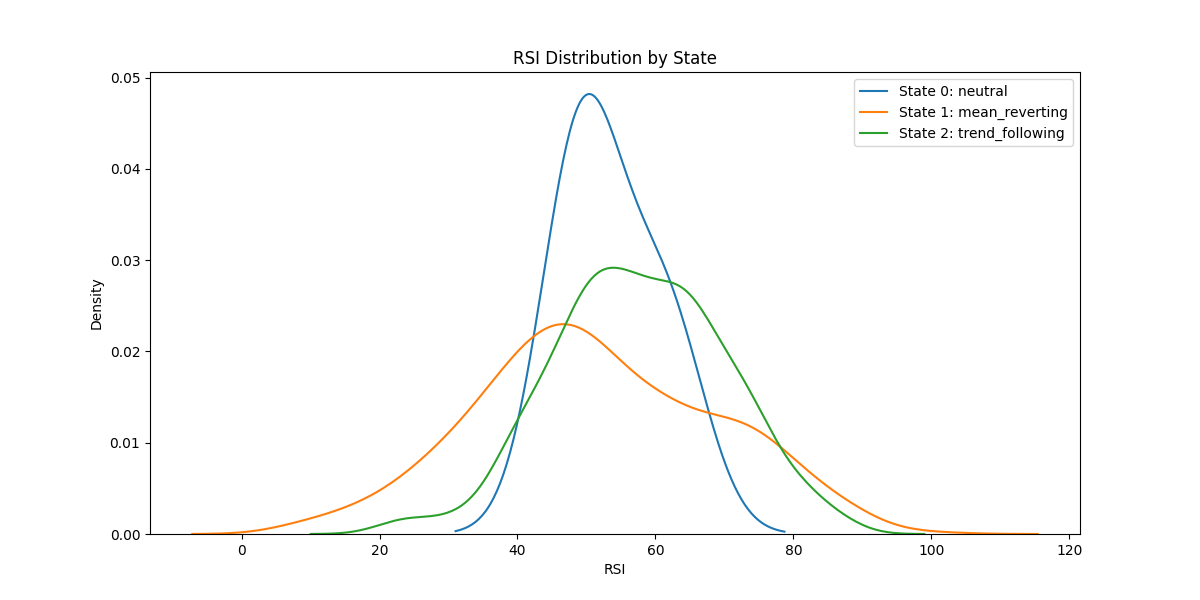 RSI Distribution by State
State 0: neutral
State 1: mean_reverting
State 2: trend_following
Density
0.05
0.04
0.03
0.02
0.01
0.00
0 20 40 60 80 100 120
RSI